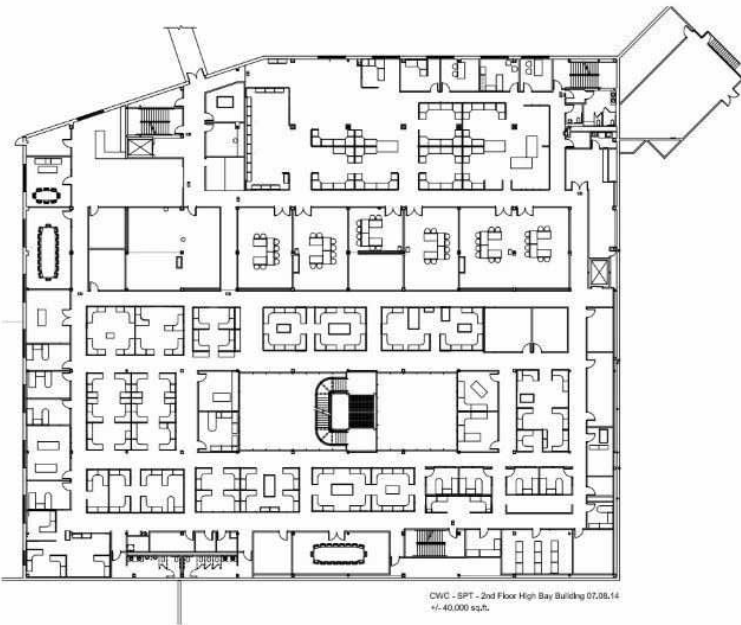 CWC - SPT - 2nd Floor High Bay Building 07.08.14
+/- 40,000 sq.ft.